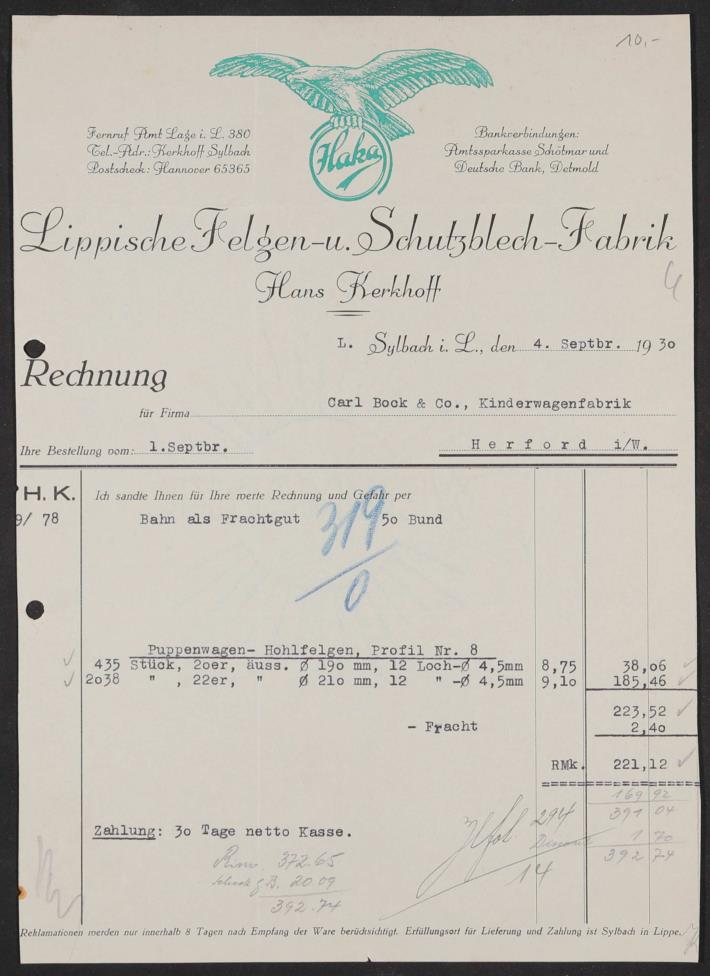 10,-
Fernruf Amt Lage i. L. 380
Tel.-Adr.: Kerkhoff Sylbach
Postscheck: Hannover 65365
Haka
Bankverbindungen:
Amtssparkasse Schötmar und
Deutsche Bank, Detmold
Lippische Felgen- u. Schutzblech-Fabrik
Hans Kerkhoff
L. Sylbach i. L., den 4. Septbr. 1930
Rechnung
für Firma Carl Bock & Co., Kinderwagenfabrik
Ihre Bestellung vom: 1.Septbr. Herford i/W.
H. K. Ich sandte Ihnen für Ihre werte Rechnung und Gefahr per
9/ 78 Bahn als Frachtgut 50 Bund
319
0
Puppenwagen- Hohlfelgen, Profil Nr. 8
435 Stück, 20er, äuss. Ø 190 mm, 12 Loch-Ø 4,5mm 8,75 38,06
2038 " , 22er, " Ø 210 mm, 12 " -Ø 4,5mm 9,10 185,46
223,52
- Fracht 2,40
RMk. 221,12
169 92
391 04
1 70
392 74
Zahlung: 30 Tage netto Kasse.
294
14
372.65
20.09
392.74
Reklamationen werden nur innerhalb 8 Tagen nach Empfang der Ware berücksichtigt. Erfüllungsort für Lieferung und Zahlung ist Sylbach in Lippe.